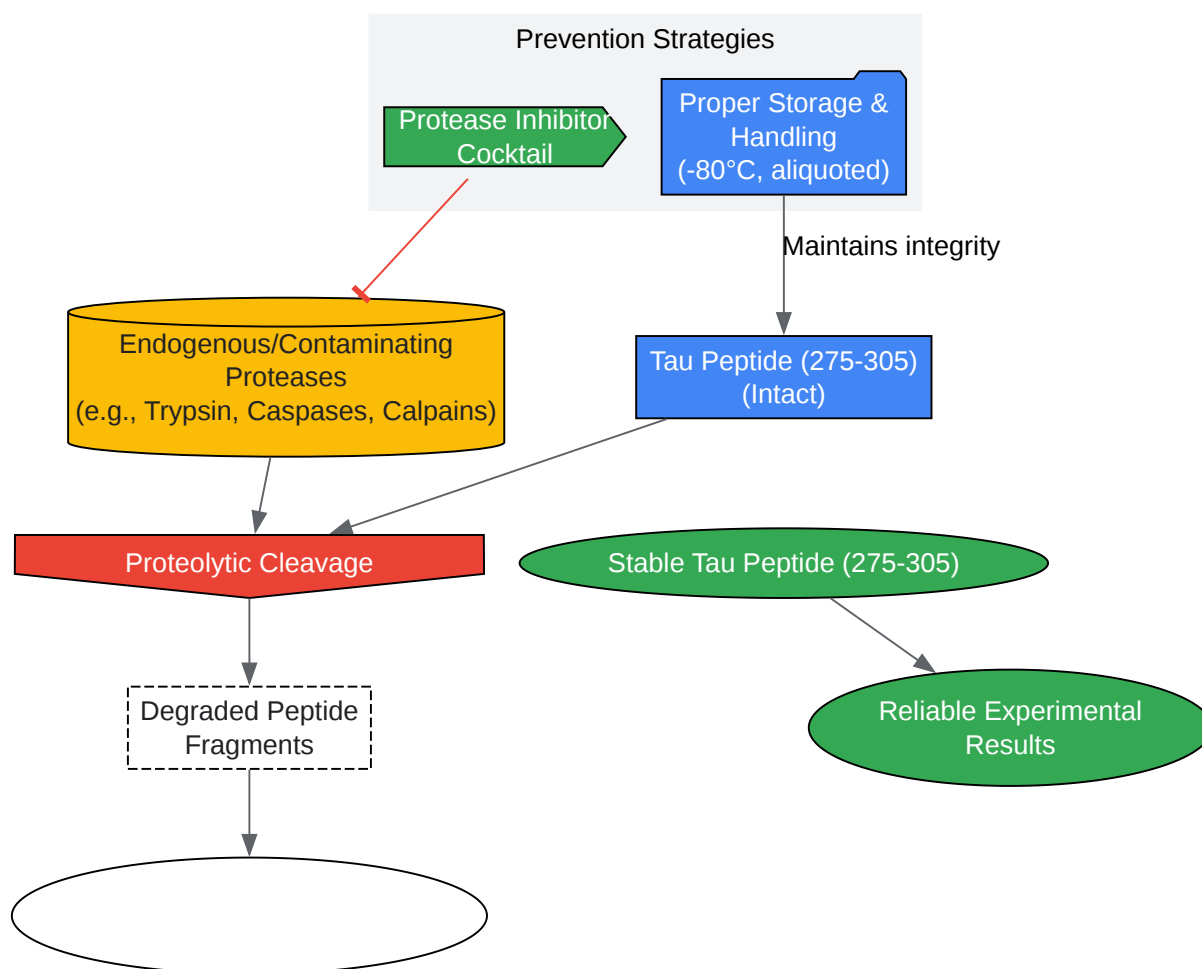 Prevention Strategies
Protease Inhibitor
Cocktail
Proper Storage &
Handling
(-80°C, aliquoted)
Maintains integrity
Endogenous/Contaminating
Proteases
(e.g., Trypsin, Caspases, Calpains)
Tau Peptide (275-305)
(Intact)
Proteolytic Cleavage
Stable Tau Peptide (275-305)
Degraded Peptide
Fragments
Reliable Experimental
Results